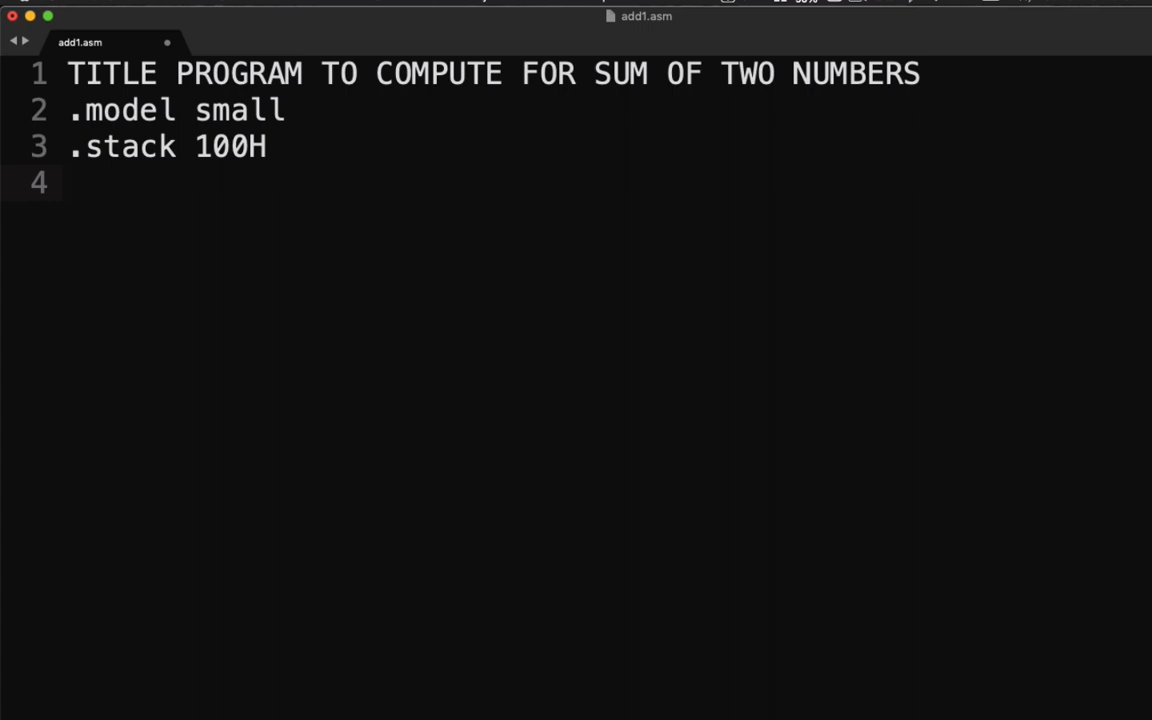 add1.asm
add1.asm
1 TITLE PROGRAM TO COMPUTE FOR SUM OF TWO NUMBERS
2 .model small
3 .stack 100H
4